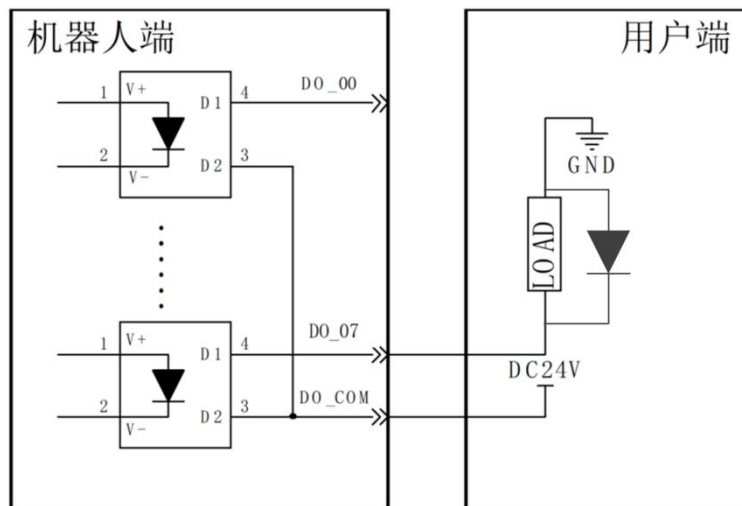 机器人端
用户端
1 V+ D1 4 DO_00
2 V- D2 3
GND
LOAD
1 V+ D1 4 DO_07
DC24V
2 V- D2 3 DO_COM